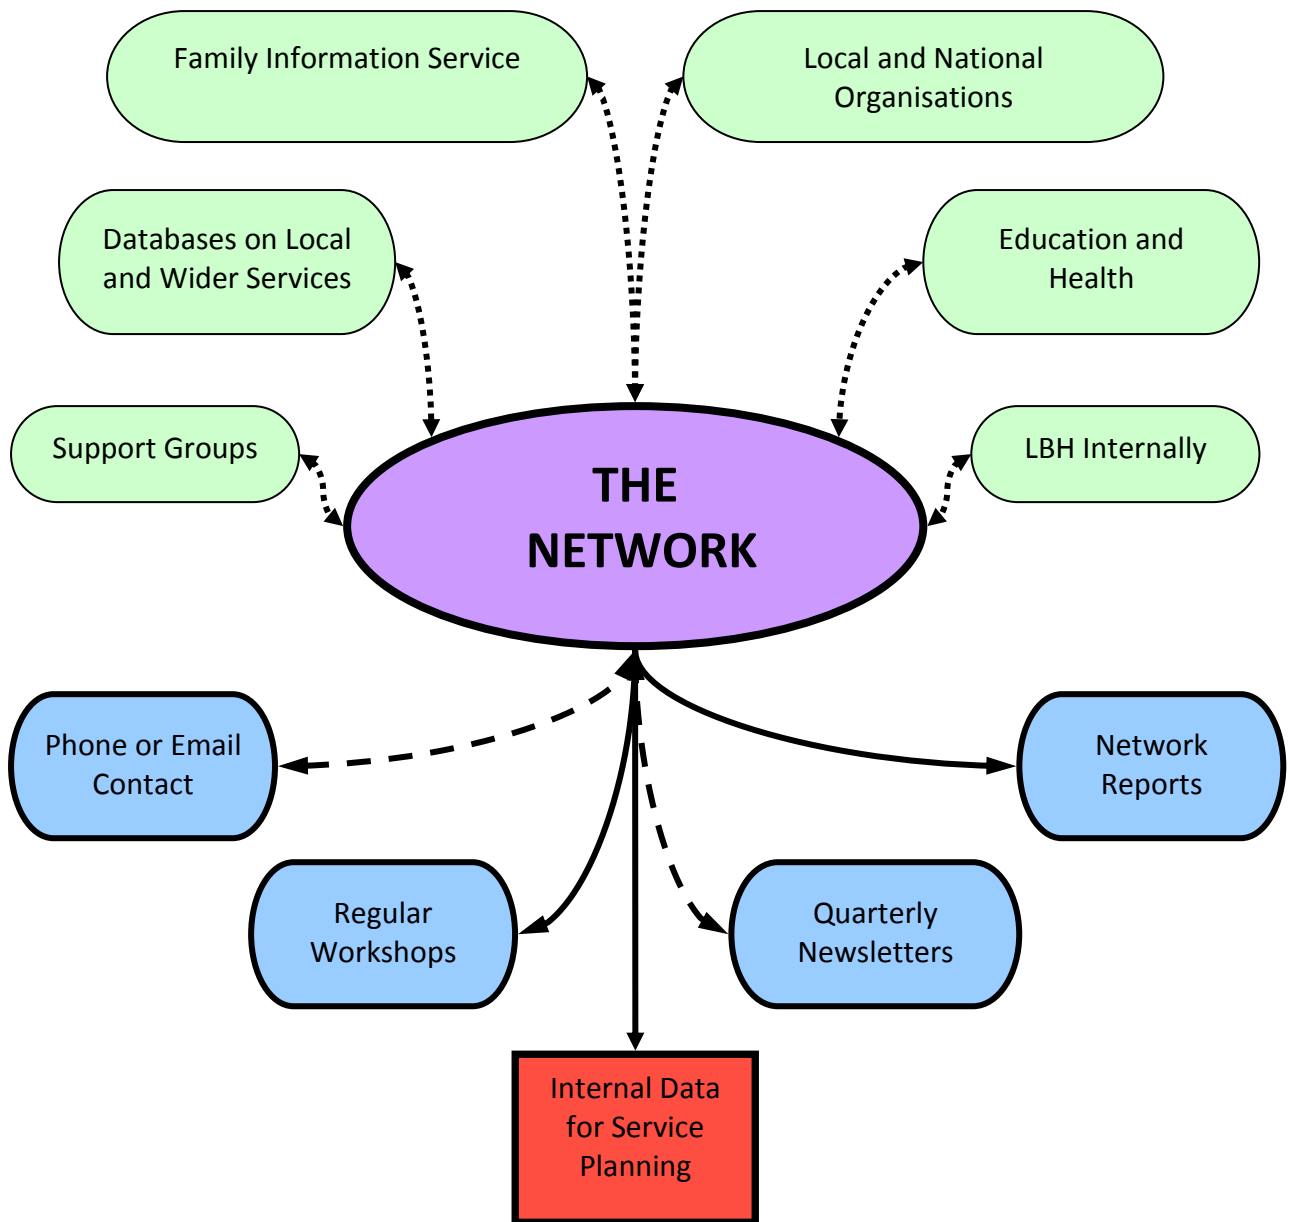 Family Information Service
Local and National
Organisations
Databases on Local
and Wider Services
Education and
Health
Support Groups
LBH Internally
THE
NETWORK
Phone or Email
Contact
Network
Reports
Regular
Workshops
Quarterly
Newsletters
Internal Data
for Service
Planning